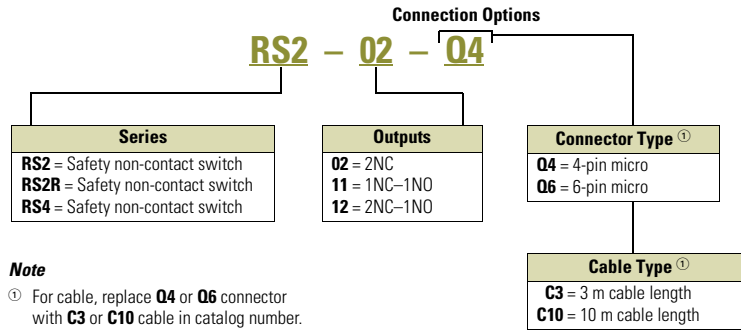 Connection Options
RS2 – 02 – Q4
Series
RS2 = Safety non-contact switch
RS2R = Safety non-contact switch
RS4 = Safety non-contact switch
Outputs
02 = 2NC
11 = 1NC–1NO
12 = 2NC–1NO
Connector Type ①
Q4 = 4-pin micro
Q6 = 6-pin micro
Cable Type ①
C3 = 3 m cable length
C10 = 10 m cable length
Note
① For cable, replace Q4 or Q6 connector
with C3 or C10 cable in catalog number.